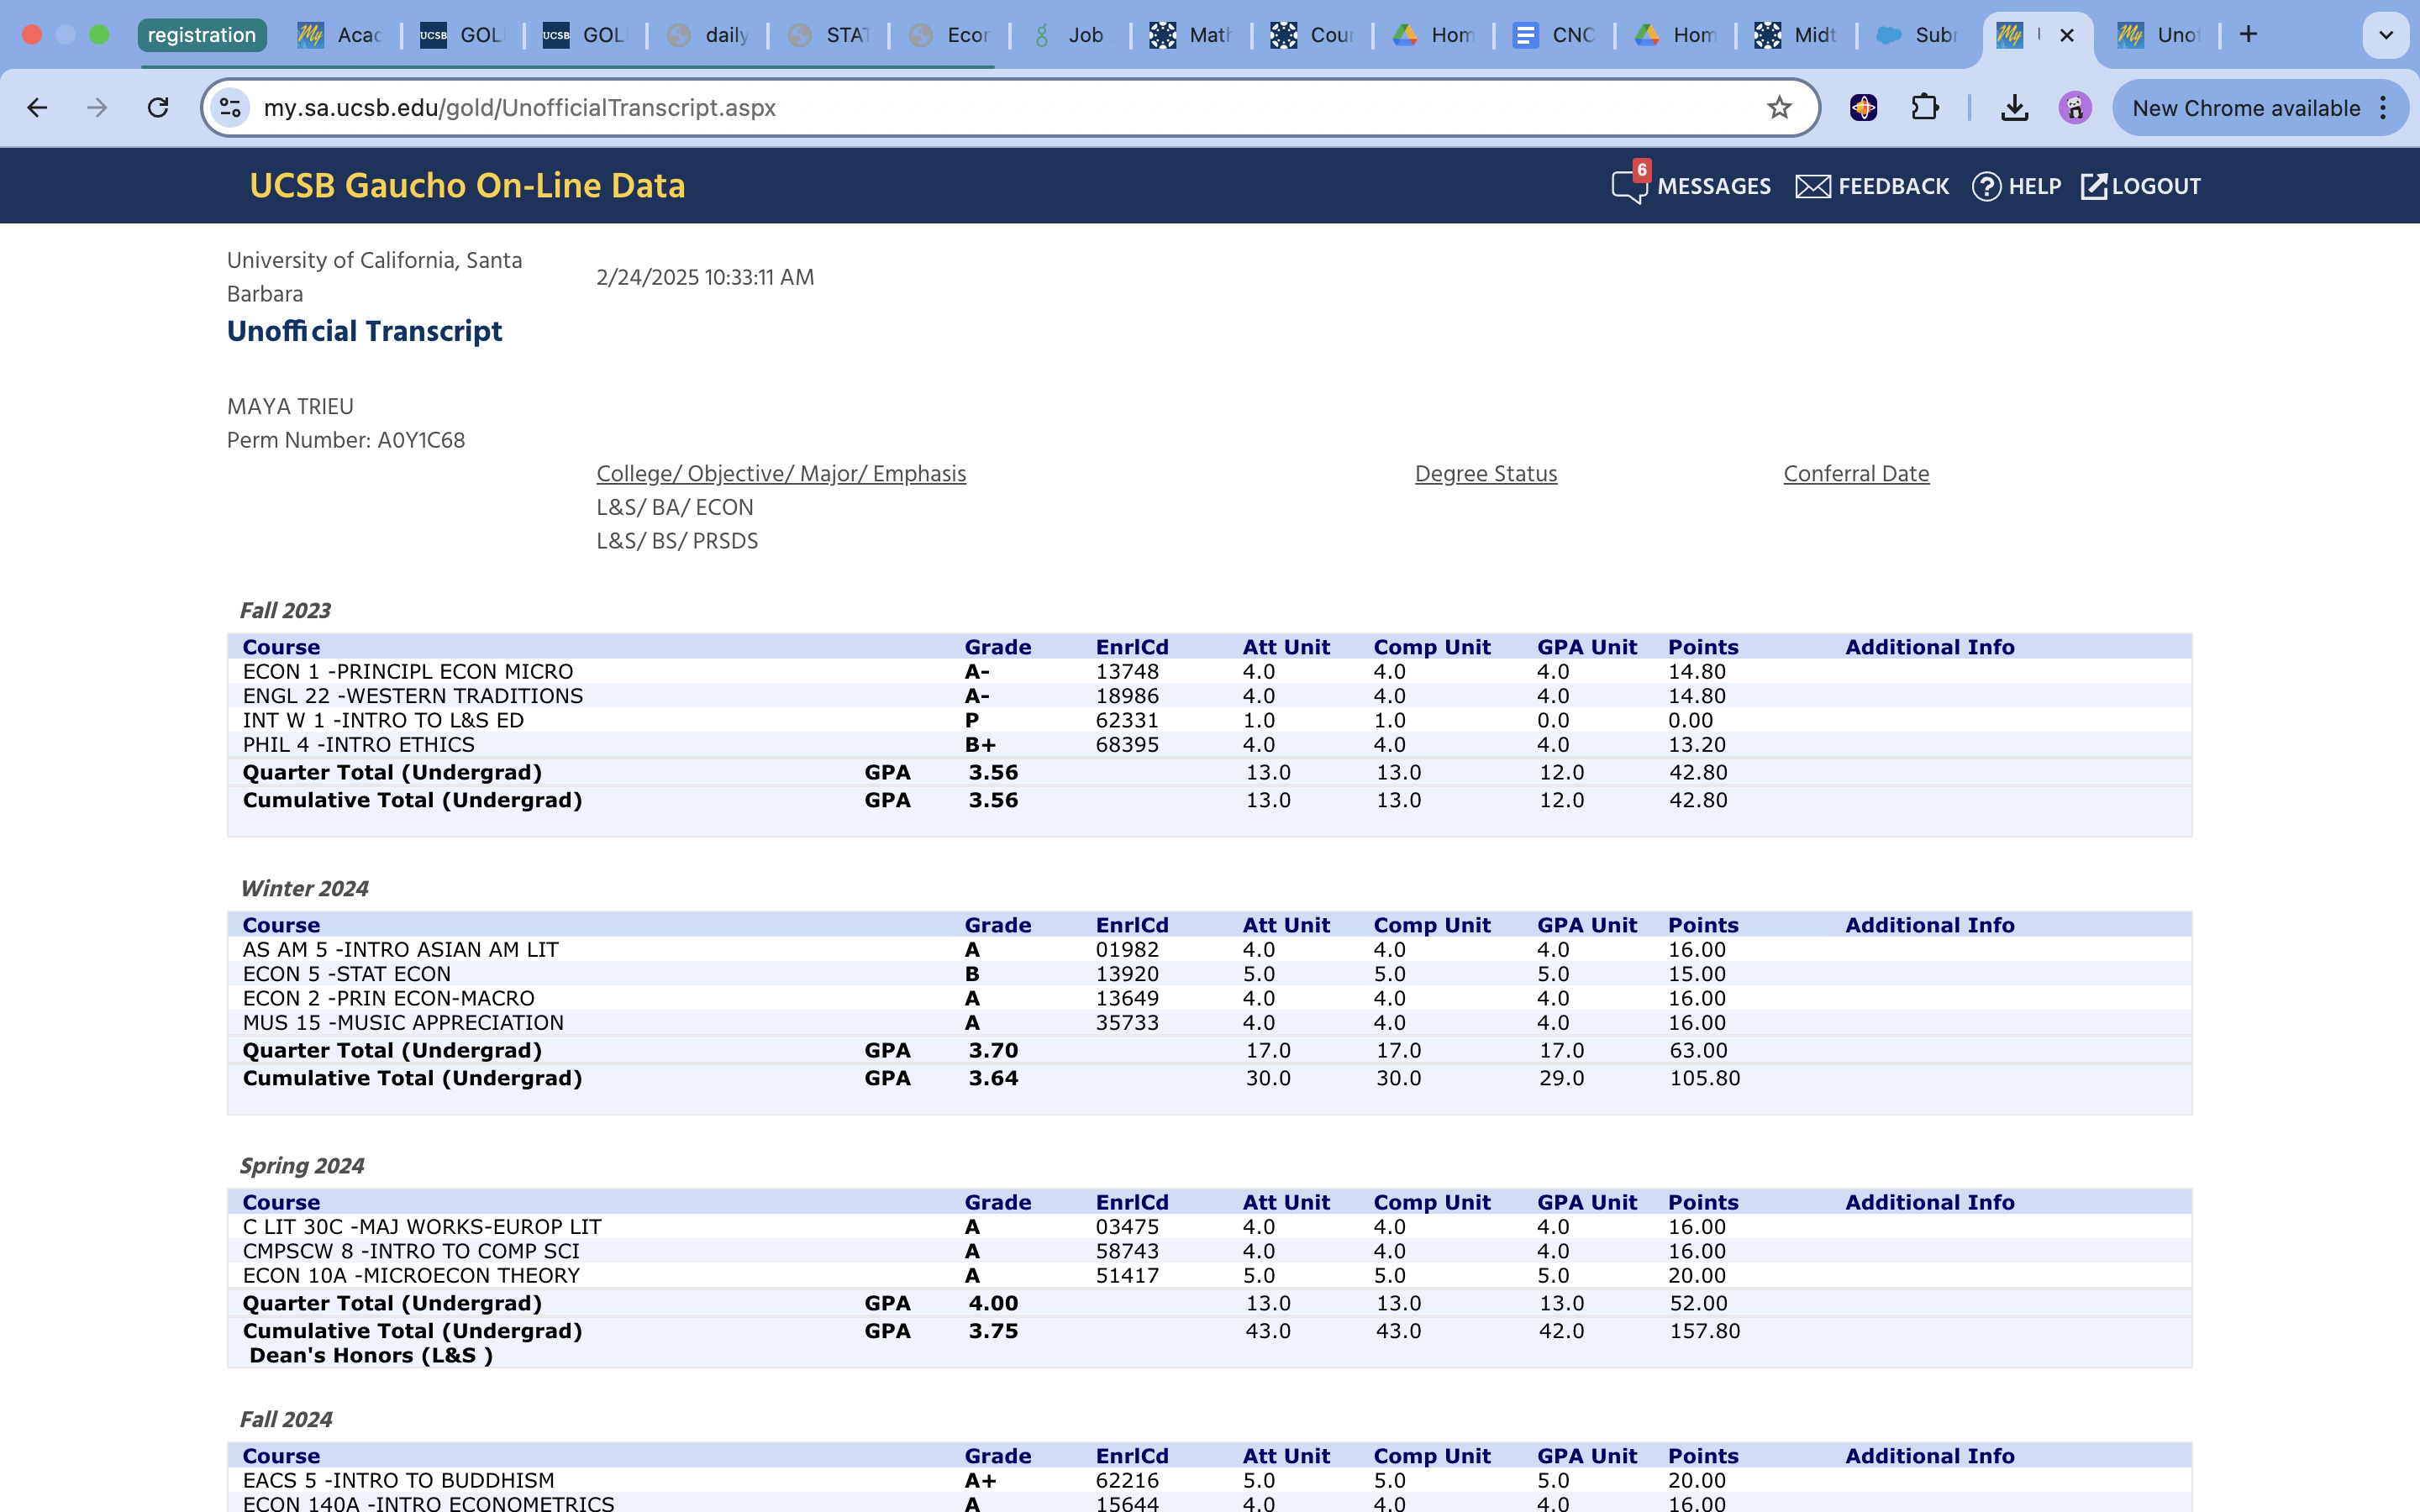 registration Acad GOL GOL daily STAT Econ Job Math Cour Hom CNC Hom Midt Subm Unof
my.sa.ucsb.edu/gold/UnofficialTranscript.aspx New Chrome available
UCSB Gaucho On-Line Data 6 MESSAGES FEEDBACK HELP LOGOUT
University of California, Santa
Barbara
2/24/2025 10:33:11 AM
Unofficial Transcript
MAYA TRIEU
Perm Number: A0Y1C68
College/ Objective/ Major/ Emphasis Degree Status Conferral Date
L&S/ BA/ ECON
L&S/ BS/ PRSDS
Fall 2023
Course Grade EnrlCd Att Unit Comp Unit GPA Unit Points Additional Info
ECON 1 -PRINCIPL ECON MICRO A- 13748 4.0 4.0 4.0 14.80
ENGL 22 -WESTERN TRADITIONS A- 18986 4.0 4.0 4.0 14.80
INT W 1 -INTRO TO L&S ED P 62331 1.0 1.0 0.0 0.00
PHIL 4 -INTRO ETHICS B+ 68395 4.0 4.0 4.0 13.20
Quarter Total (Undergrad) GPA 3.56 13.0 13.0 12.0 42.80
Cumulative Total (Undergrad) GPA 3.56 13.0 13.0 12.0 42.80
Winter 2024
Course Grade EnrlCd Att Unit Comp Unit GPA Unit Points Additional Info
AS AM 5 -INTRO ASIAN AM LIT A 01982 4.0 4.0 4.0 16.00
ECON 5 -STAT ECON B 13920 5.0 5.0 5.0 15.00
ECON 2 -PRIN ECON-MACRO A 13649 4.0 4.0 4.0 16.00
MUS 15 -MUSIC APPRECIATION A 35733 4.0 4.0 4.0 16.00
Quarter Total (Undergrad) GPA 3.70 17.0 17.0 17.0 63.00
Cumulative Total (Undergrad) GPA 3.64 30.0 30.0 29.0 105.80
Spring 2024
Course Grade EnrlCd Att Unit Comp Unit GPA Unit Points Additional Info
C LIT 30C -MAJ WORKS-EUROP LIT A 03475 4.0 4.0 4.0 16.00
CMPSCW 8 -INTRO TO COMP SCI A 58743 4.0 4.0 4.0 16.00
ECON 10A -MICROECON THEORY A 51417 5.0 5.0 5.0 20.00
Quarter Total (Undergrad) GPA 4.00 13.0 13.0 13.0 52.00
Cumulative Total (Undergrad) GPA 3.75 43.0 43.0 42.0 157.80
Dean's Honors (L&S )
Fall 2024
Course Grade EnrlCd Att Unit Comp Unit GPA Unit Points Additional Info
EACS 5 -INTRO TO BUDDHISM A+ 62216 5.0 5.0 5.0 20.00
ECON 140A -INTRO ECONOMETRICS A 15644 4.0 4.0 4.0 16.00